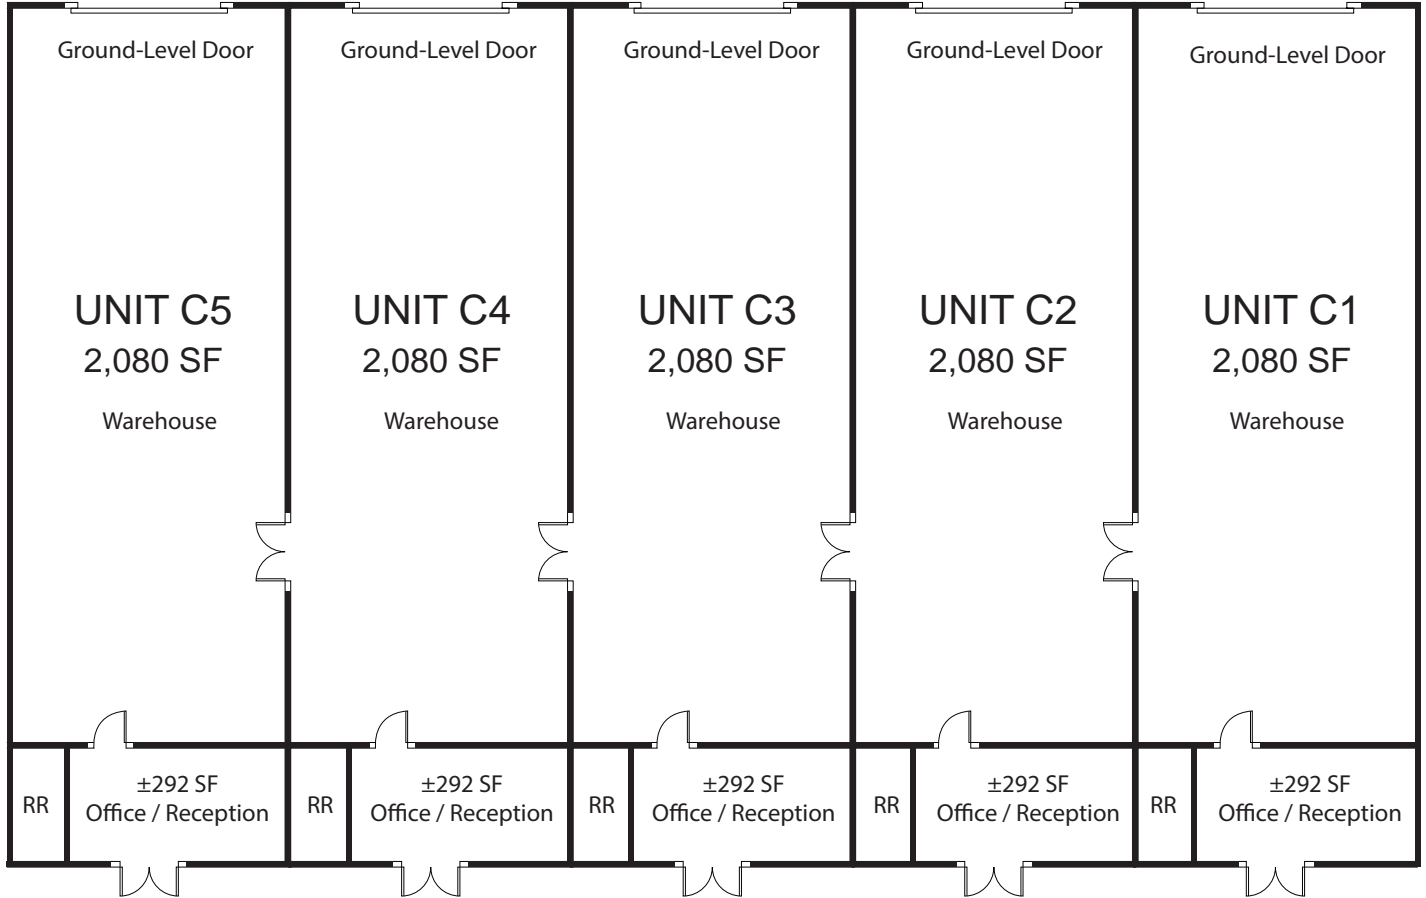 Ground-Level Door
Ground-Level Door
Ground-Level Door
Ground-Level Door
Ground-Level Door
UNIT C5
2,080 SF
Warehouse
UNIT C4
2,080 SF
Warehouse
UNIT C3
2,080 SF
Warehouse
UNIT C2
2,080 SF
Warehouse
UNIT C1
2,080 SF
Warehouse
RR
±292 SF
Office / Reception
RR
±292 SF
Office / Reception
RR
±292 SF
Office / Reception
RR
±292 SF
Office / Reception
RR
±292 SF
Office / Reception